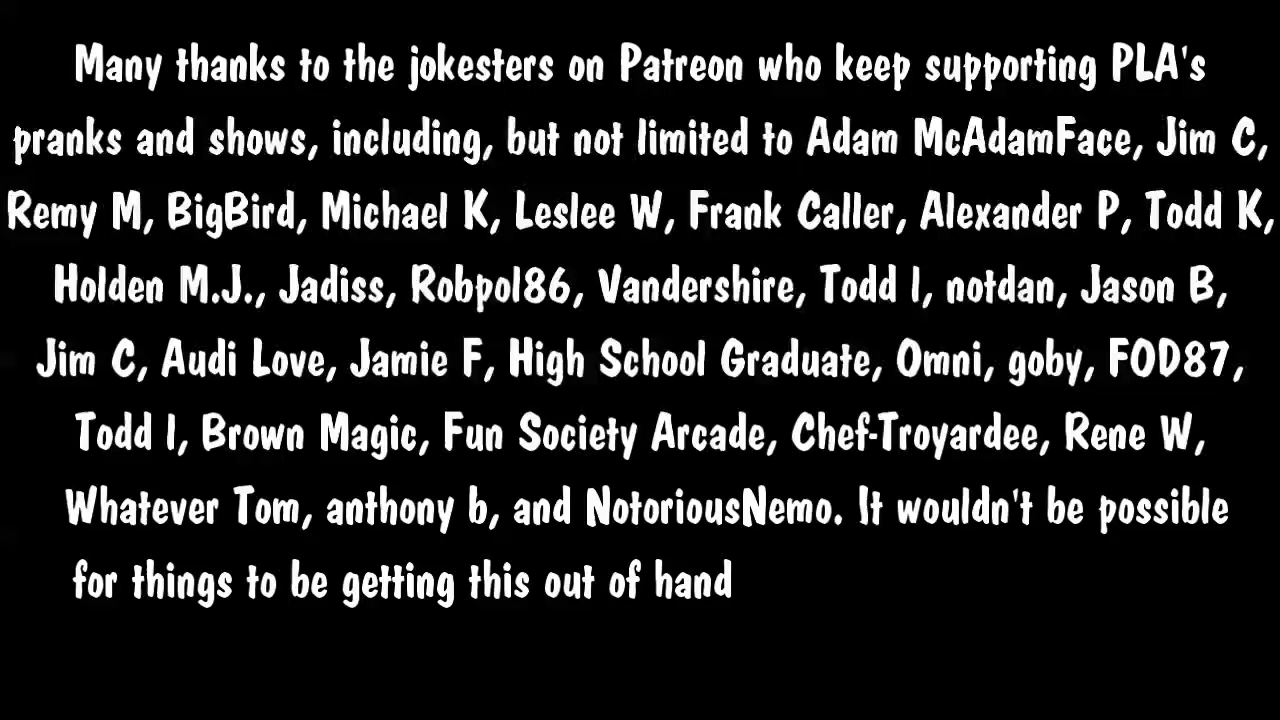 Many thanks to the jokesters on Patreon who keep supporting PLA's
pranks and shows, including, but not limited to Adam McAdamFace, Jim C,
Remy M, BigBird, Michael K, Leslee W, Frank Caller, Alexander P, Todd K,
Holden M.J., Jadiss, Robpol86, Vandershire, Todd I, notdan, Jason B,
Jim C, Audi Love, Jamie F, High School Graduate, Omni, goby, FOD87,
Todd I, Brown Magic, Fun Society Arcade, Chef-Troyardee, Rene W,
Whatever Tom, anthony b, and NotoriousNemo. It wouldn't be possible
for things to be getting this out of hand